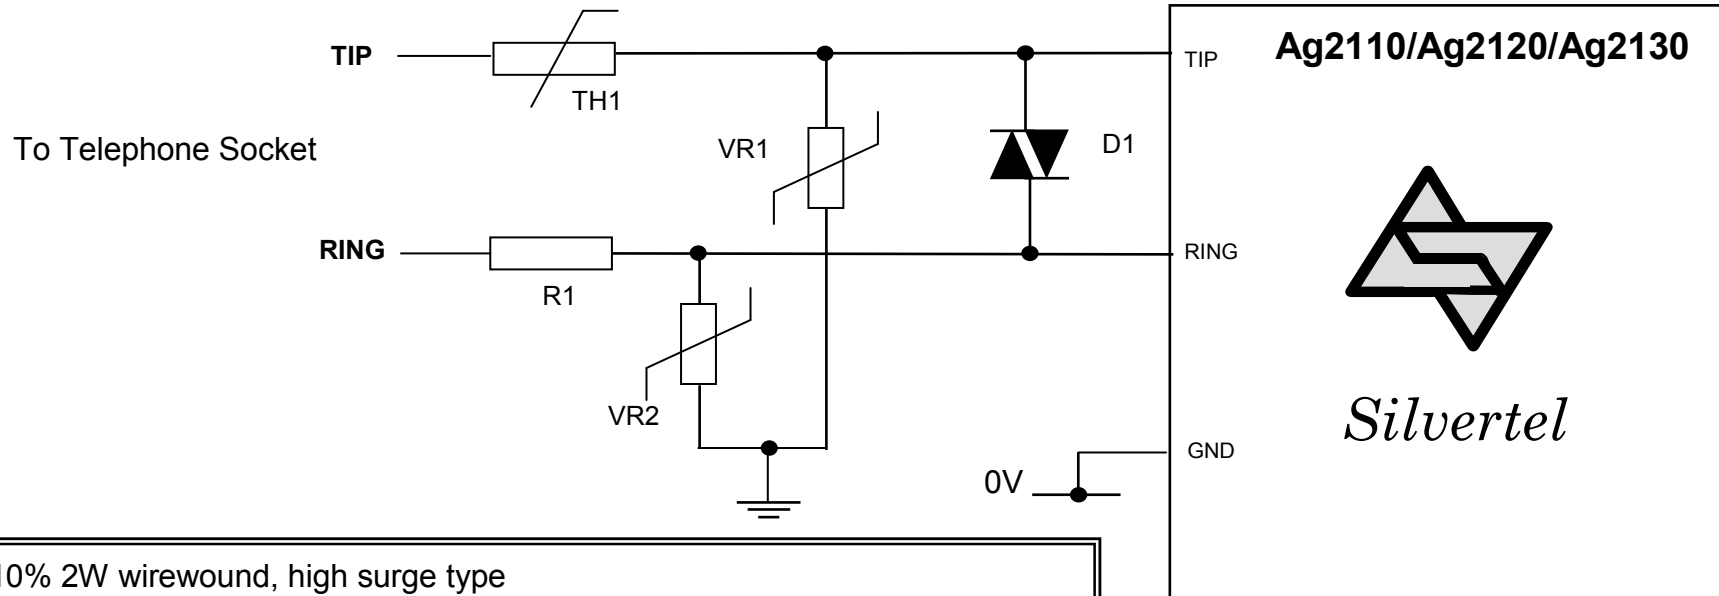 TIP
TH1
TIP
Ag2110/Ag2120/Ag2130
To Telephone Socket
VR1
D1
RING
R1
RING
VR2
Silvertel
0V
GND
10% 2W wirewound, high surge type